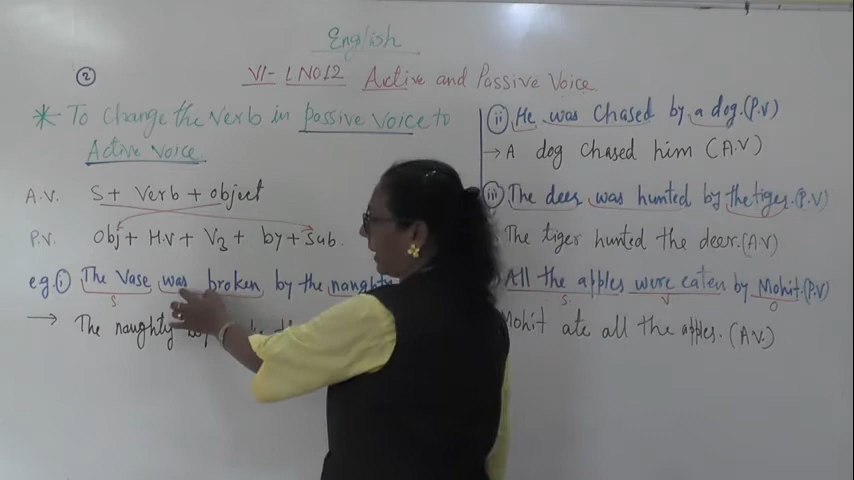 English
② VI- LNO12 Active and Passive Voice.
* To Change the Verb in passive voice to
Active voice.
A.V. S + Verb + object
P.V. Obj + H.V + V3 + by + Sub.
eg. ⓘ The Vase was broken by the naughty
S
→ The naughty
ⓘⓘ He was chased by a dog. (P.V)
→ A dog chased him (A.V)
ⓘⓘⓘ The deer was hunted by the tiger. (P.V)
The tiger hunted the deer. (A.V)
All the apples were eaten by Mohit. (P.V)
S. V O
Mohit ate all the apples. (A.V.)